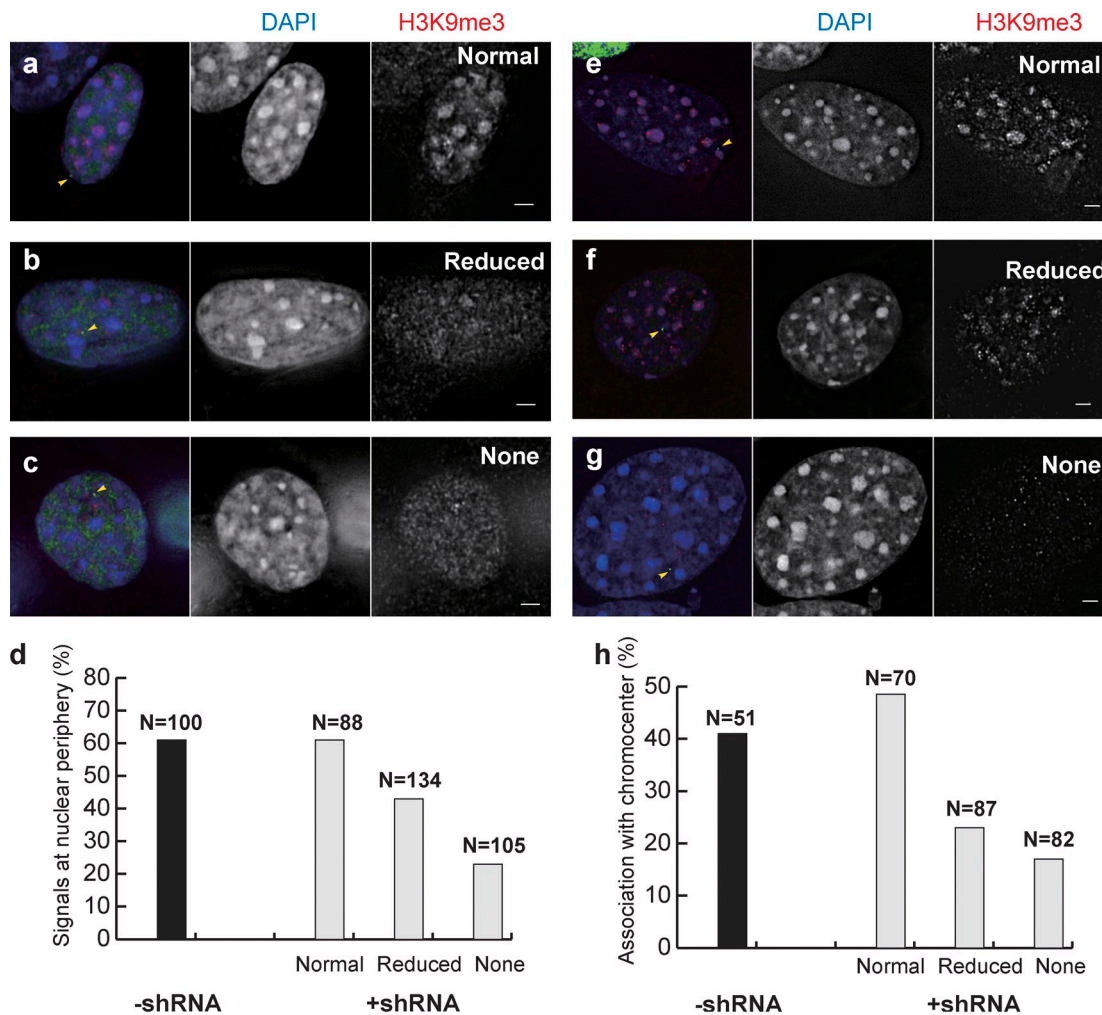 DAPI H3K9me3
a Normal
b Reduced
c None
d
Signals at nuclear periphery (%)
80
70
60
50
40
30
20
10
0
N=100
N=88
N=134
N=105
Normal Reduced None
-shRNA +shRNA
DAPI H3K9me3
e Normal
f Reduced
g None
h
Association with chromocenter (%)
50
40
30
20
10
0
N=51
N=70
N=87
N=82
Normal Reduced None
-shRNA +shRNA